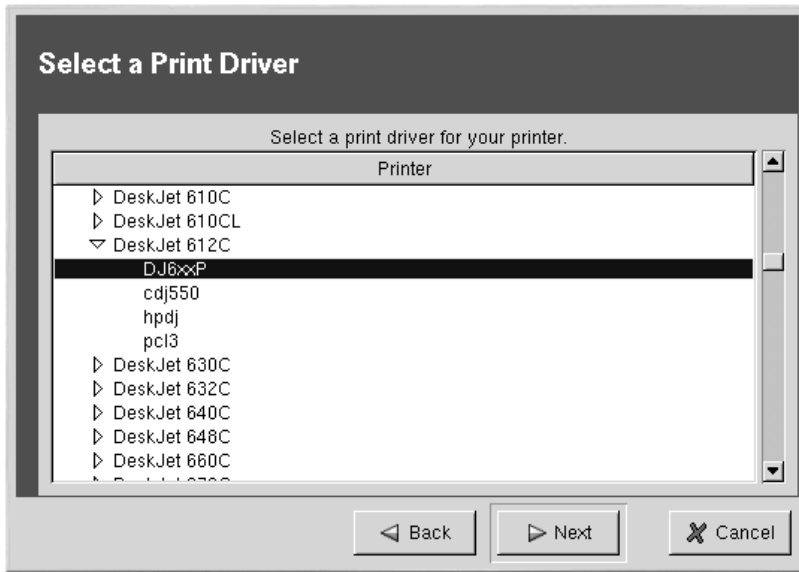 Select a Print Driver
Select a print driver for your printer.
Printer
DeskJet 610C
DeskJet 610CL
DeskJet 612C
DJ6xxP
cdj550
hpdj
pcl3
DeskJet 630C
DeskJet 632C
DeskJet 640C
DeskJet 648C
DeskJet 660C
Back Next Cancel